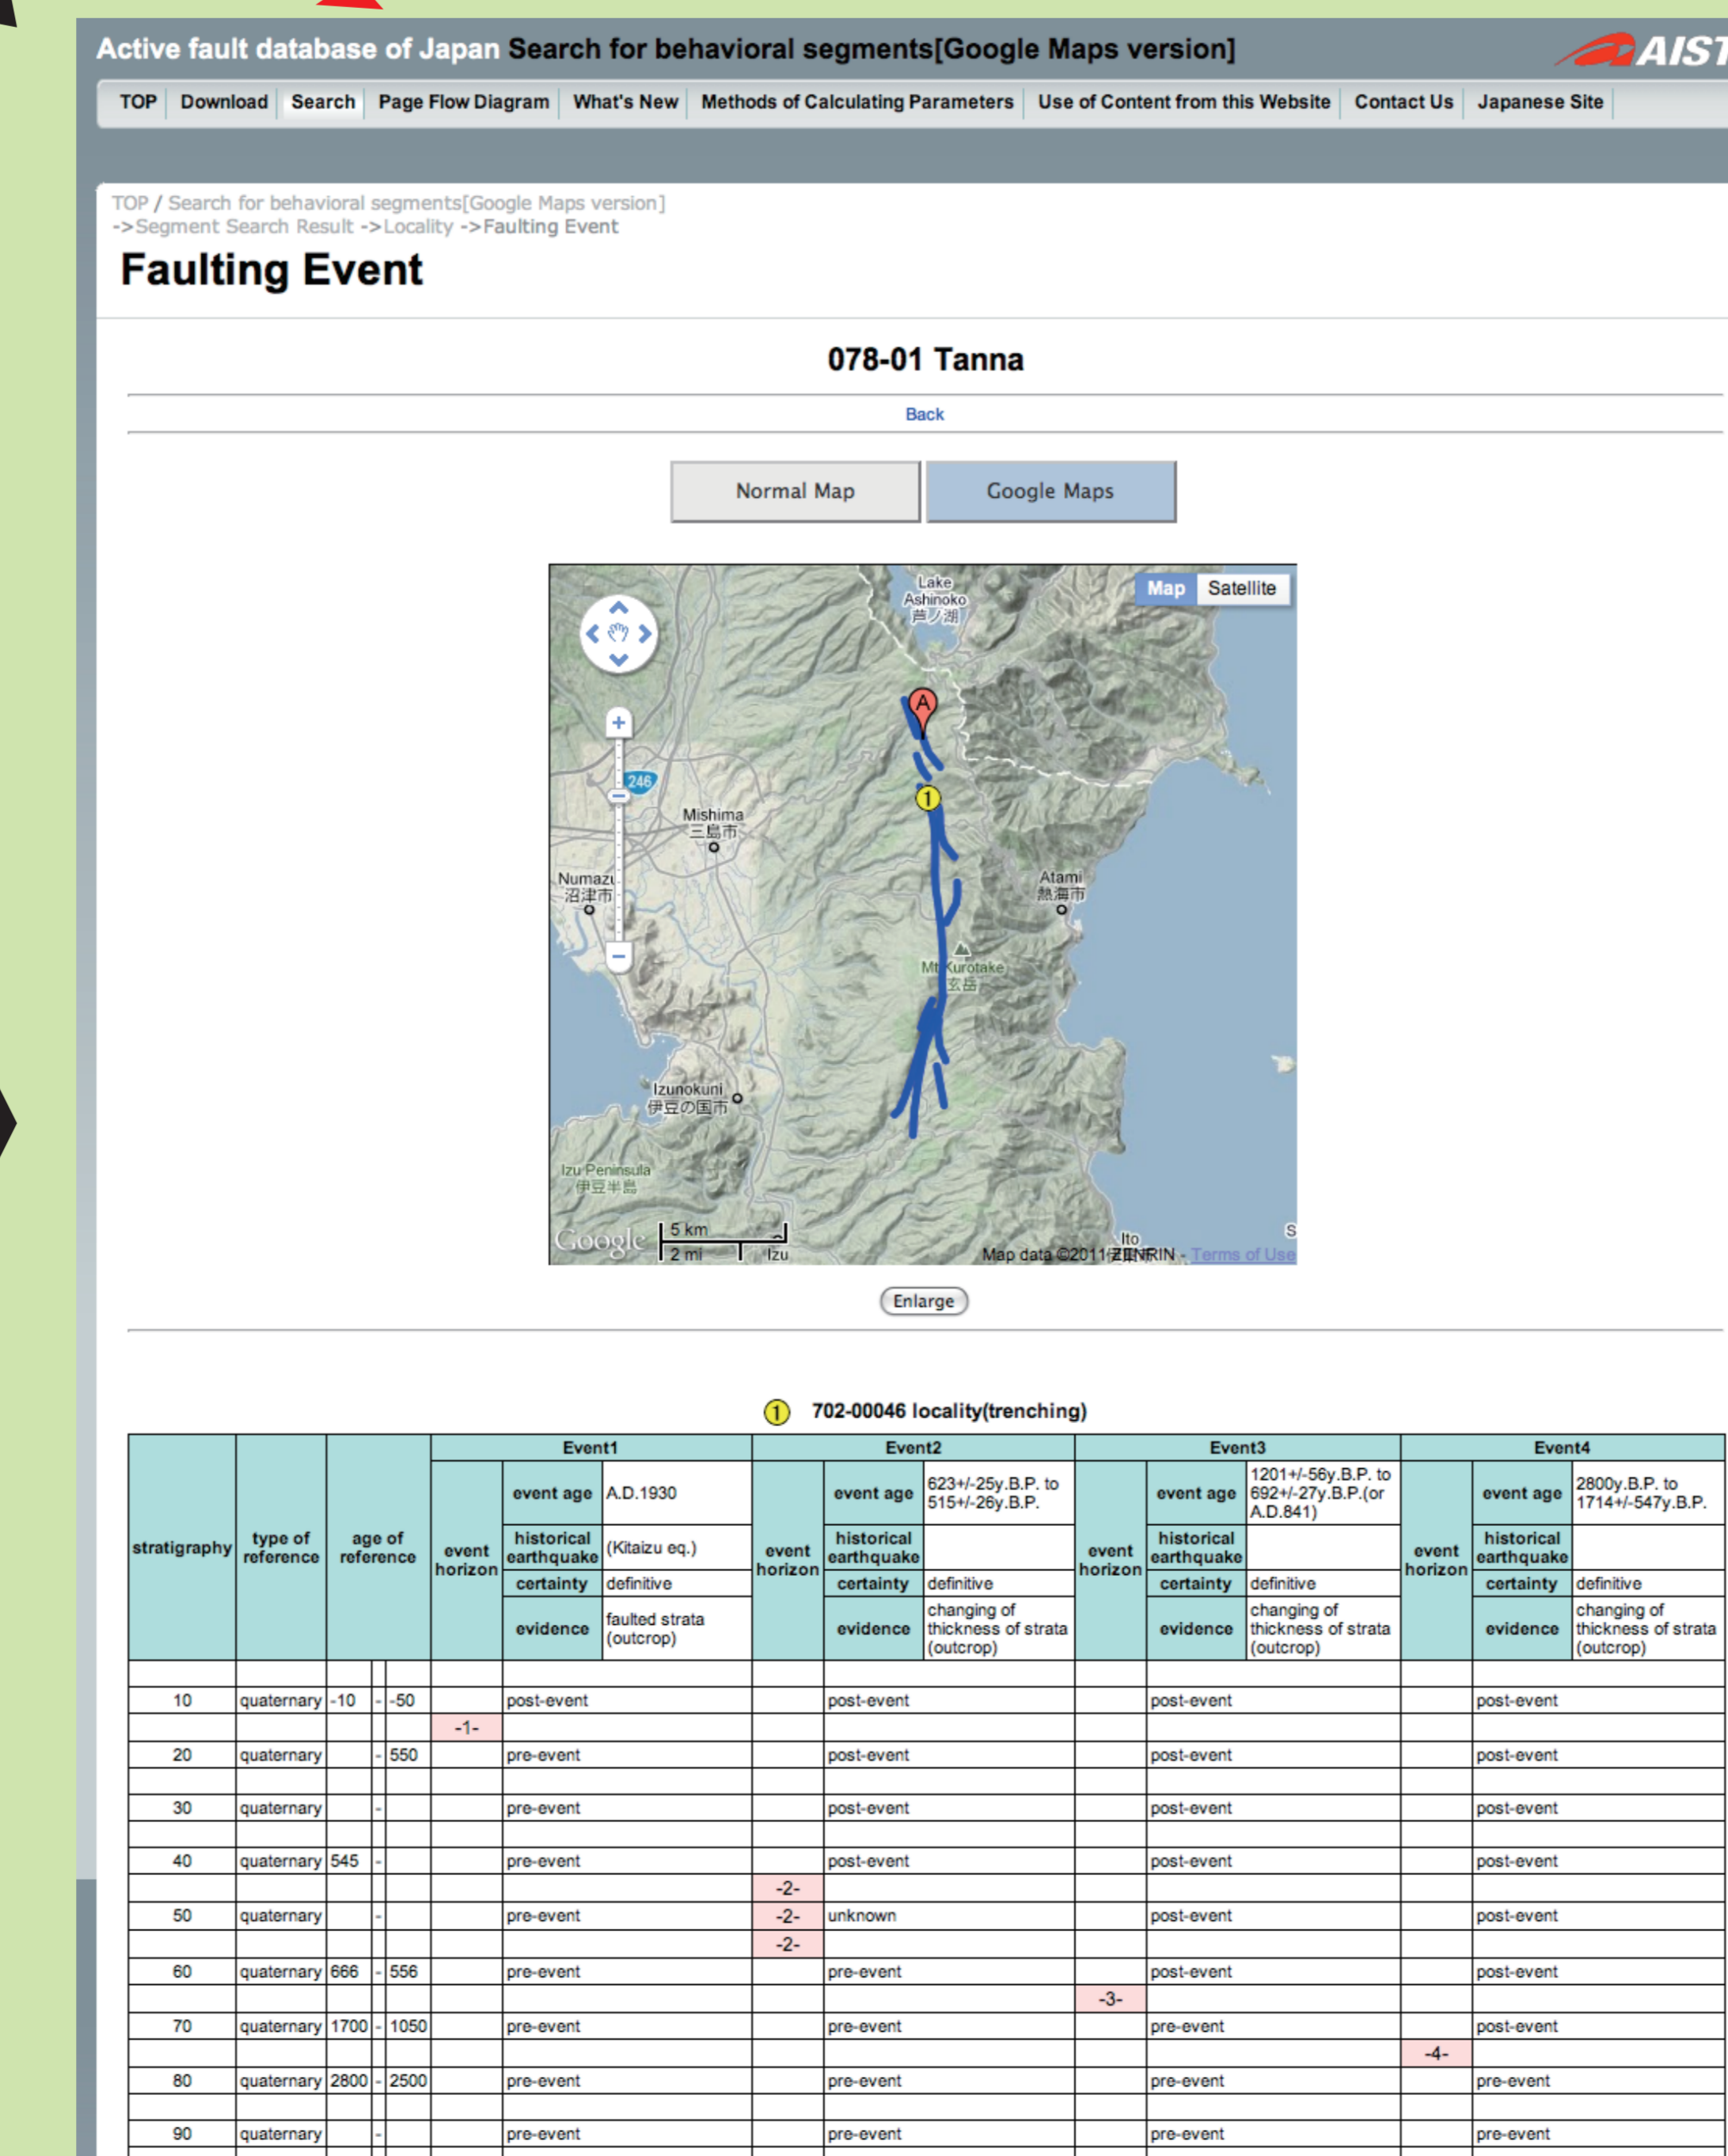 Active fault database of Japan Search for behavioral segments[Google Maps version]
AIST
TOP Download Search Page Flow Diagram What's New Methods of Calculating Parameters Use of Content from this Website Contact Us Japanese Site
TOP / Search for behavioral segments[Google Maps version]
->Segment Search Result ->Locality ->Faulting Event
Faulting Event
078-01 Tanna
Back
Normal Map Google Maps
Lake
Ashinoko
芦ノ湖
Map Satellite
A
246
1
Mishima
三島市
Numazu
沼津市
Atami
熱海市
Mt Kurotake
玄岳
Izunokuni
伊豆の国市
Izu Peninsula
伊豆半島
Google
5 km
2 mi
Izu
Ito
S
Map data ©2011 ZENRIN - Terms of Use
Enlarge
1 702-00046 locality(trenching)
stratigraphy type of reference age of reference Event1 Event2 Event3 Event4
event horizon event age A.D.1930 event horizon event age 623+/-25y.B.P. to 515+/-26y.B.P. event horizon event age 1201+/-56y.B.P. to 692+/-27y.B.P.(or A.D.841) event horizon event age 2800y.B.P. to 1714+/-547y.B.P.
historical earthquake (Kitaizu eq.) historical earthquake historical earthquake historical earthquake
certainty definitive certainty definitive certainty definitive certainty definitive
evidence faulted strata (outcrop) evidence changing of thickness of strata (outcrop) evidence changing of thickness of strata (outcrop) evidence changing of thickness of strata (outcrop)
10 quaternary -10 - -50 post-event post-event post-event post-event
-1-
20 quaternary - 550 pre-event post-event post-event post-event
30 quaternary - pre-event post-event post-event post-event
40 quaternary 545 - pre-event post-event post-event post-event
-2-
50 quaternary - pre-event -2- unknown post-event post-event
-2-
60 quaternary 666 - 556 pre-event pre-event post-event post-event
-3-
70 quaternary 1700 - 1050 pre-event pre-event pre-event post-event
-4-
80 quaternary 2800 - 2500 pre-event pre-event pre-event pre-event
90 quaternary - pre-event pre-event pre-event pre-event